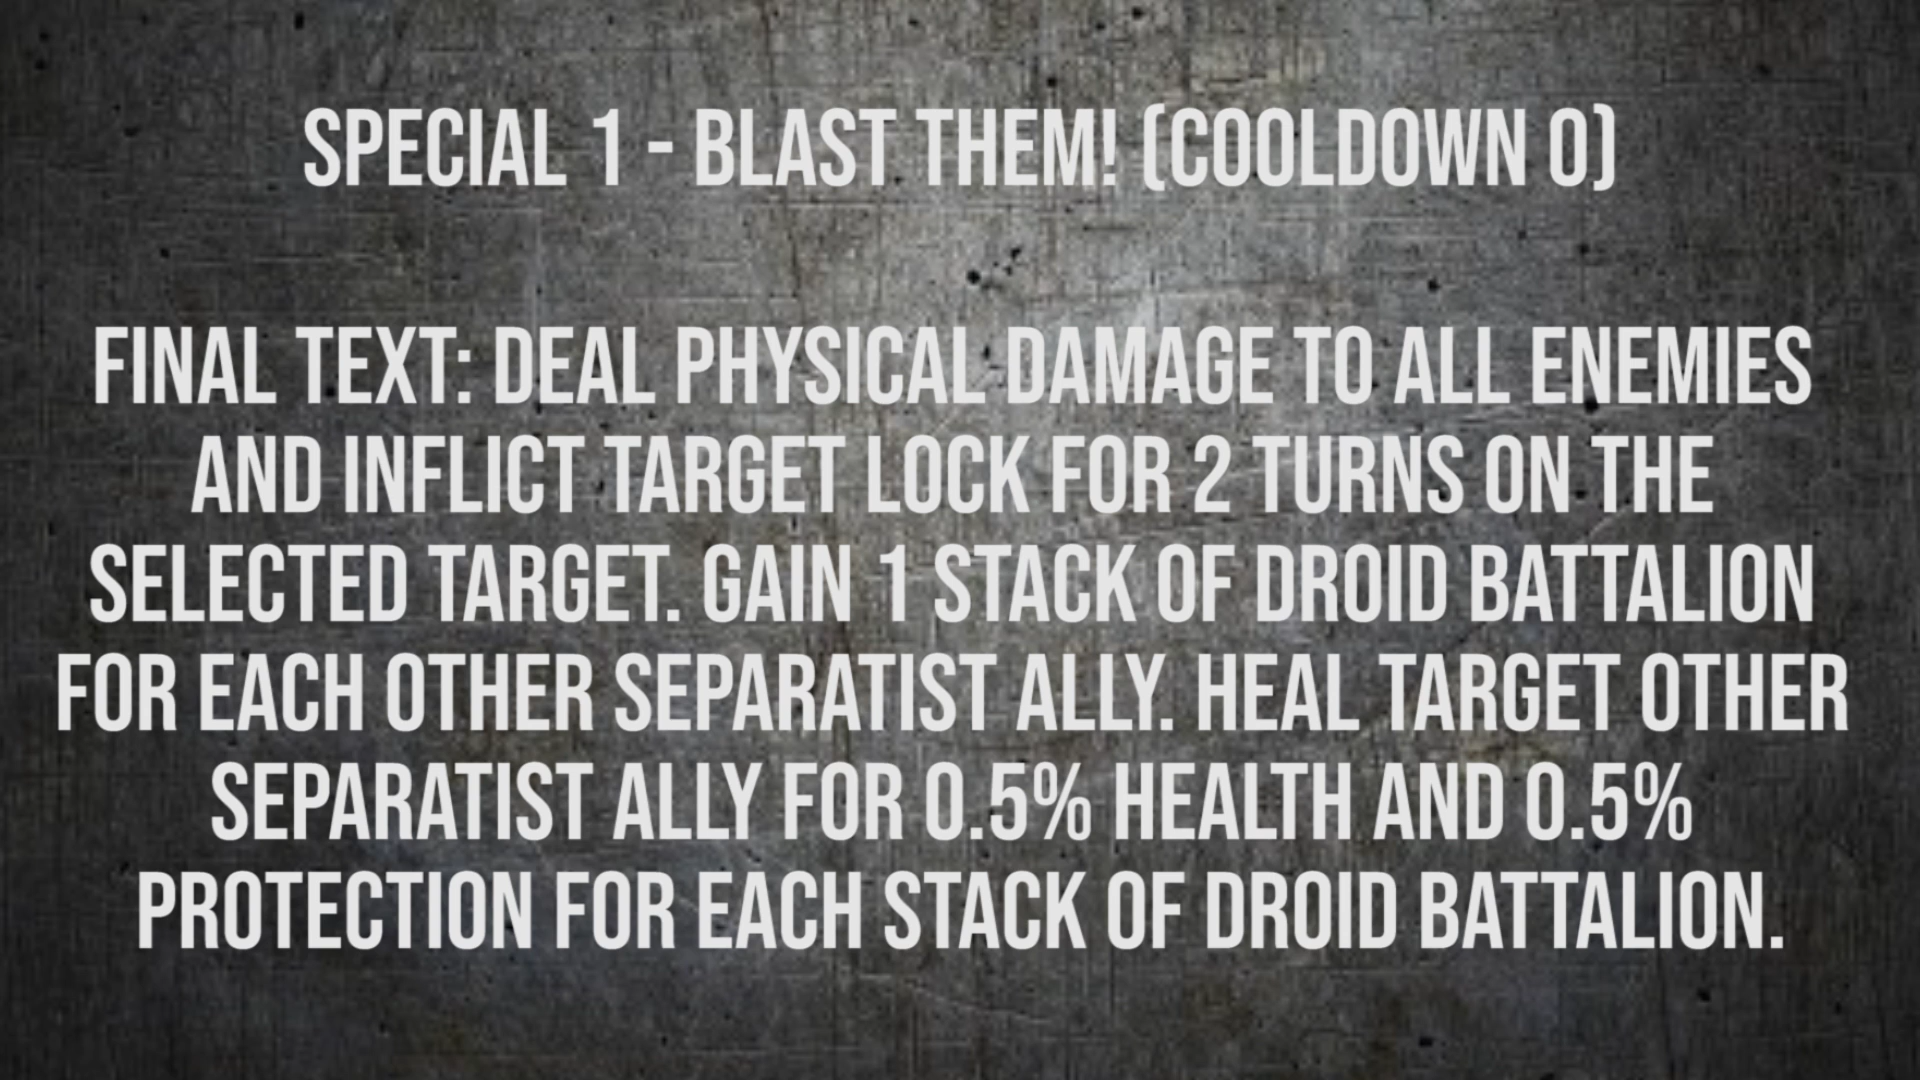 SPECIAL 1 - BLAST THEM! (COOLDOWN 0)
FINAL TEXT: DEAL PHYSICAL DAMAGE TO ALL ENEMIES
AND INFLICT TARGET LOCK FOR 2 TURNS ON THE
SELECTED TARGET. GAIN 1 STACK OF DROID BATTALION
FOR EACH OTHER SEPARATIST ALLY. HEAL TARGET OTHER
SEPARATIST ALLY FOR 0.5% HEALTH AND 0.5%
PROTECTION FOR EACH STACK OF DROID BATTALION.